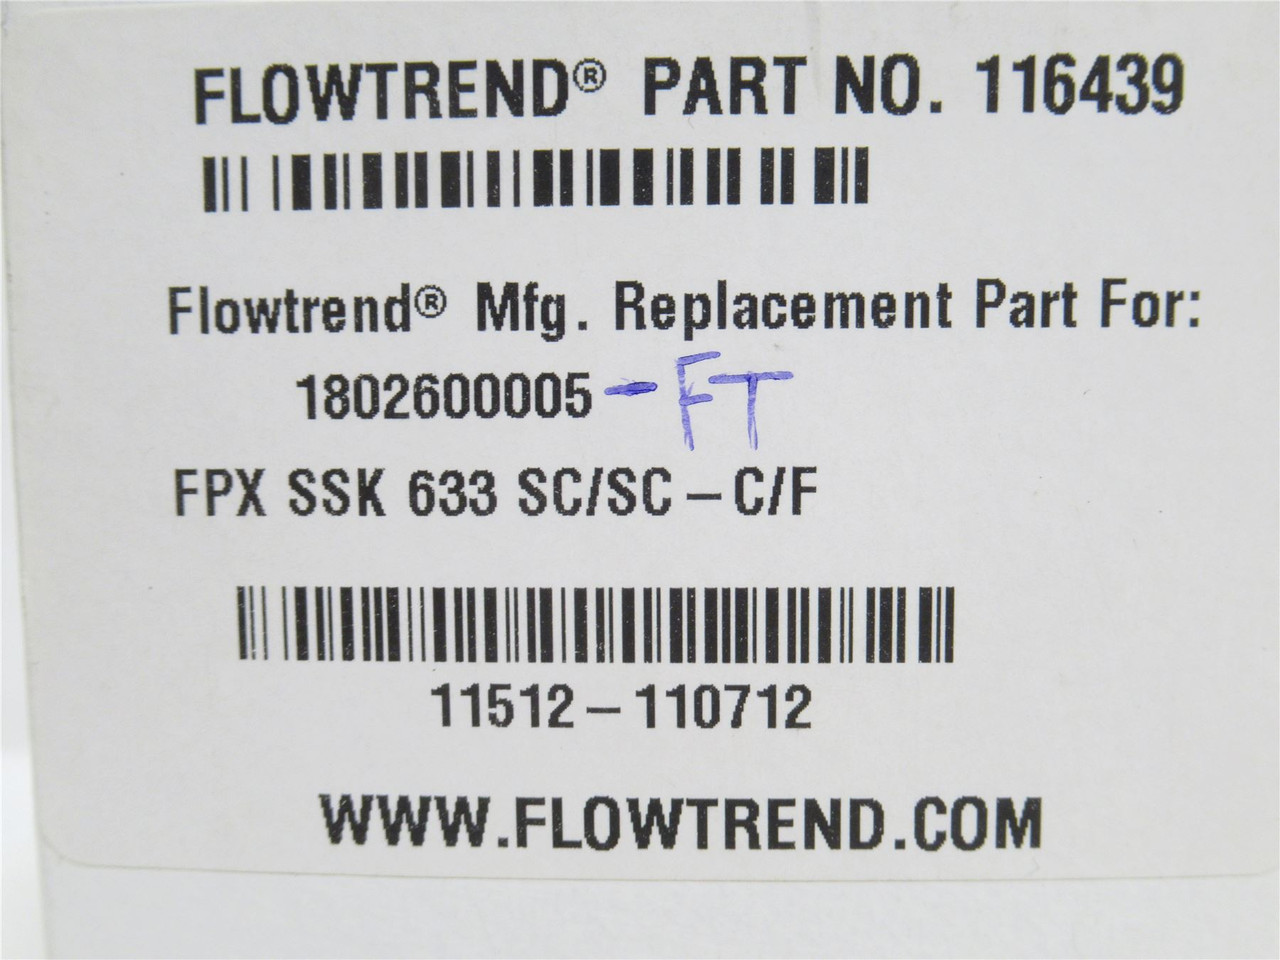 FLOWTREND® PART NO. 116439
Flowtrend® Mfg. Replacement Part For:
1802600005-FT
FPX SSK 633 SC/SC – C/F
11512 – 110712
WWW.FLOWTREND.COM